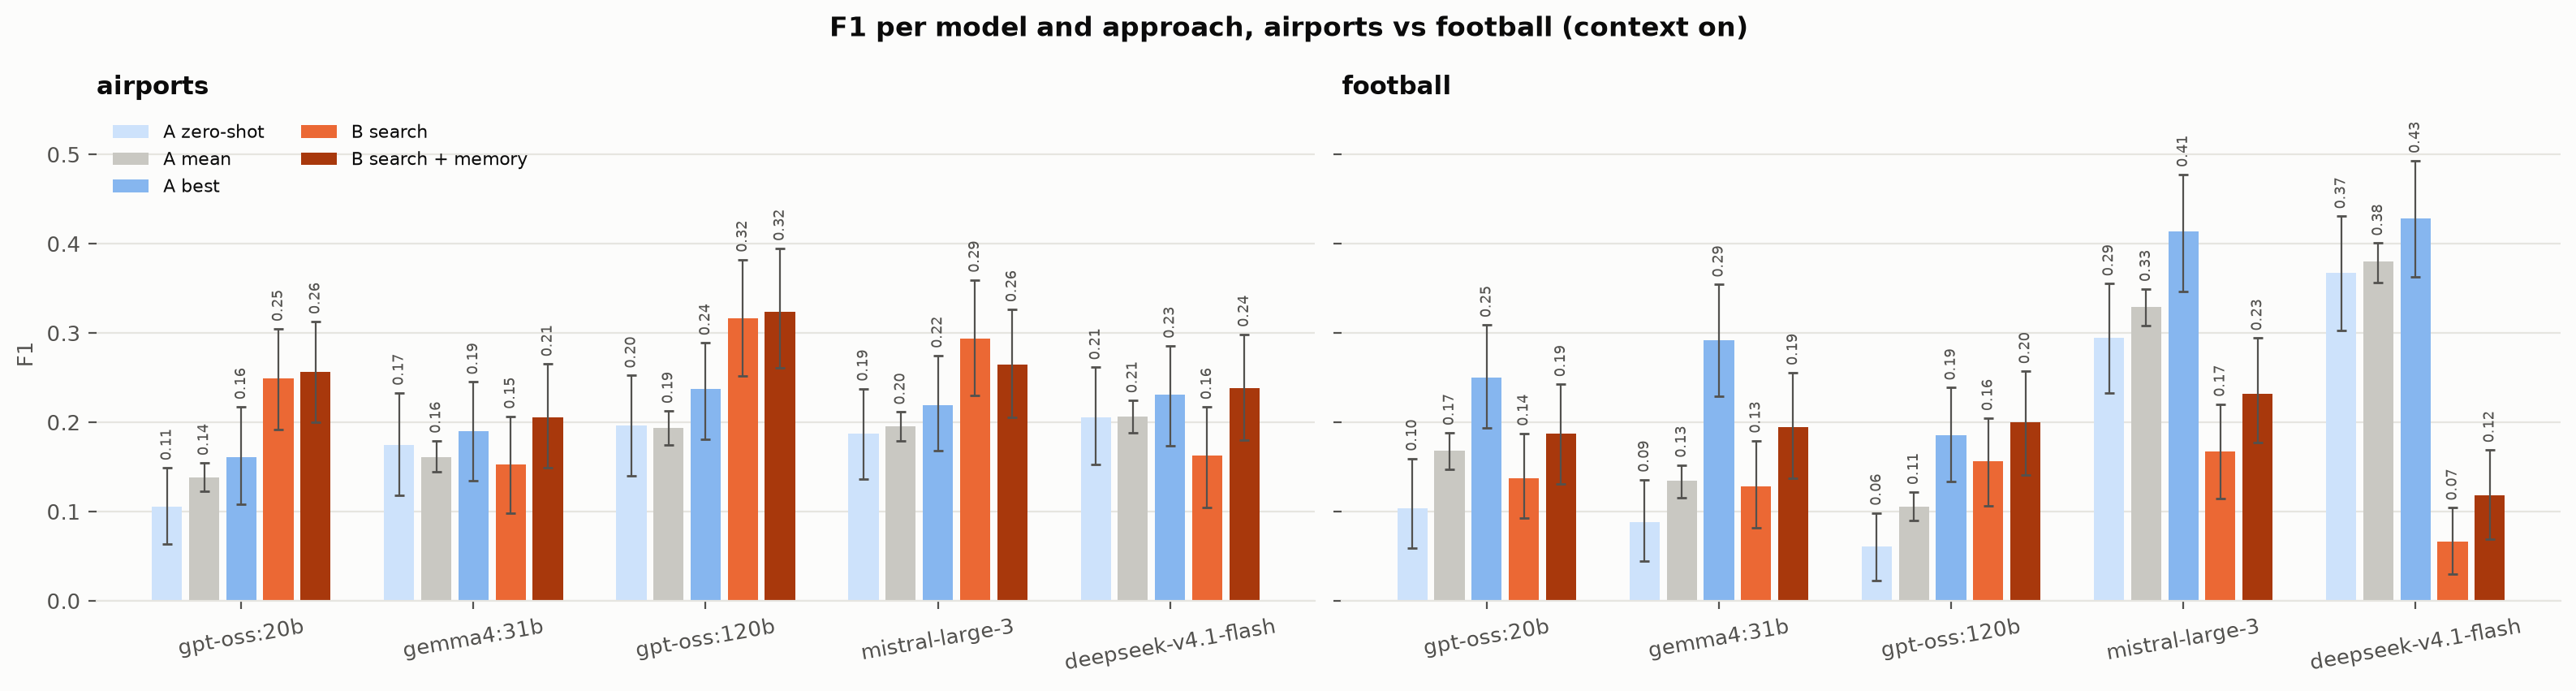 F1 per model and approach, airports vs football (context on)
airports
A zero-shot
A mean
A best
B search
B search + memory
F1
0.5
0.4
0.3
0.2
0.1
0.0
0.11
0.14
0.16
0.25
0.26
0.17
0.16
0.19
0.15
0.21
0.20
0.19
0.24
0.32
0.32
0.19
0.20
0.22
0.29
0.26
0.21
0.21
0.23
0.16
0.24
gpt-oss:20b
gemma4:31b
gpt-oss:120b
mistral-large-3
deepseek-v4.1-flash
football
0.10
0.17
0.25
0.14
0.19
0.09
0.13
0.29
0.13
0.19
0.06
0.11
0.19
0.16
0.20
0.29
0.33
0.41
0.17
0.23
0.37
0.38
0.43
0.07
0.12
gpt-oss:20b
gemma4:31b
gpt-oss:120b
mistral-large-3
deepseek-v4.1-flash